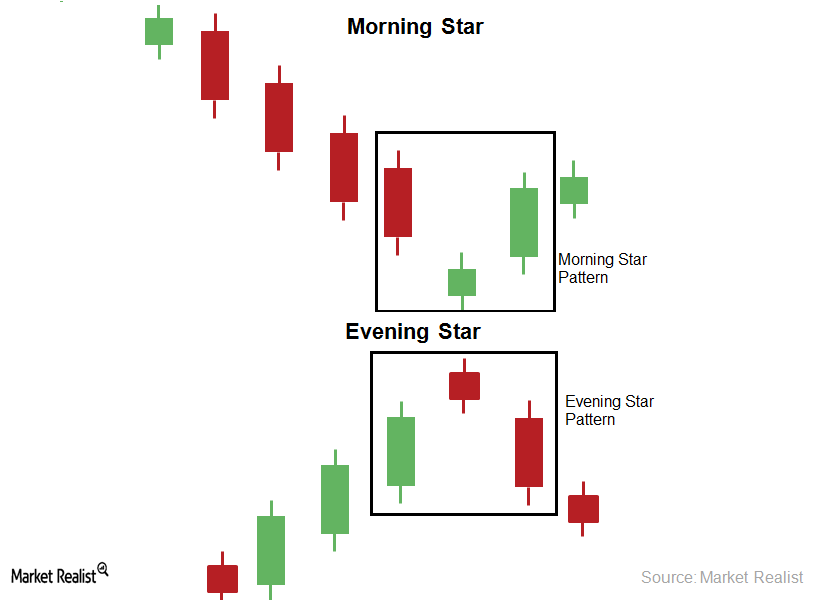 Morning Star
Morning Star
Pattern
Evening Star
Evening Star
Pattern
Market Realist
Source: Market Realist